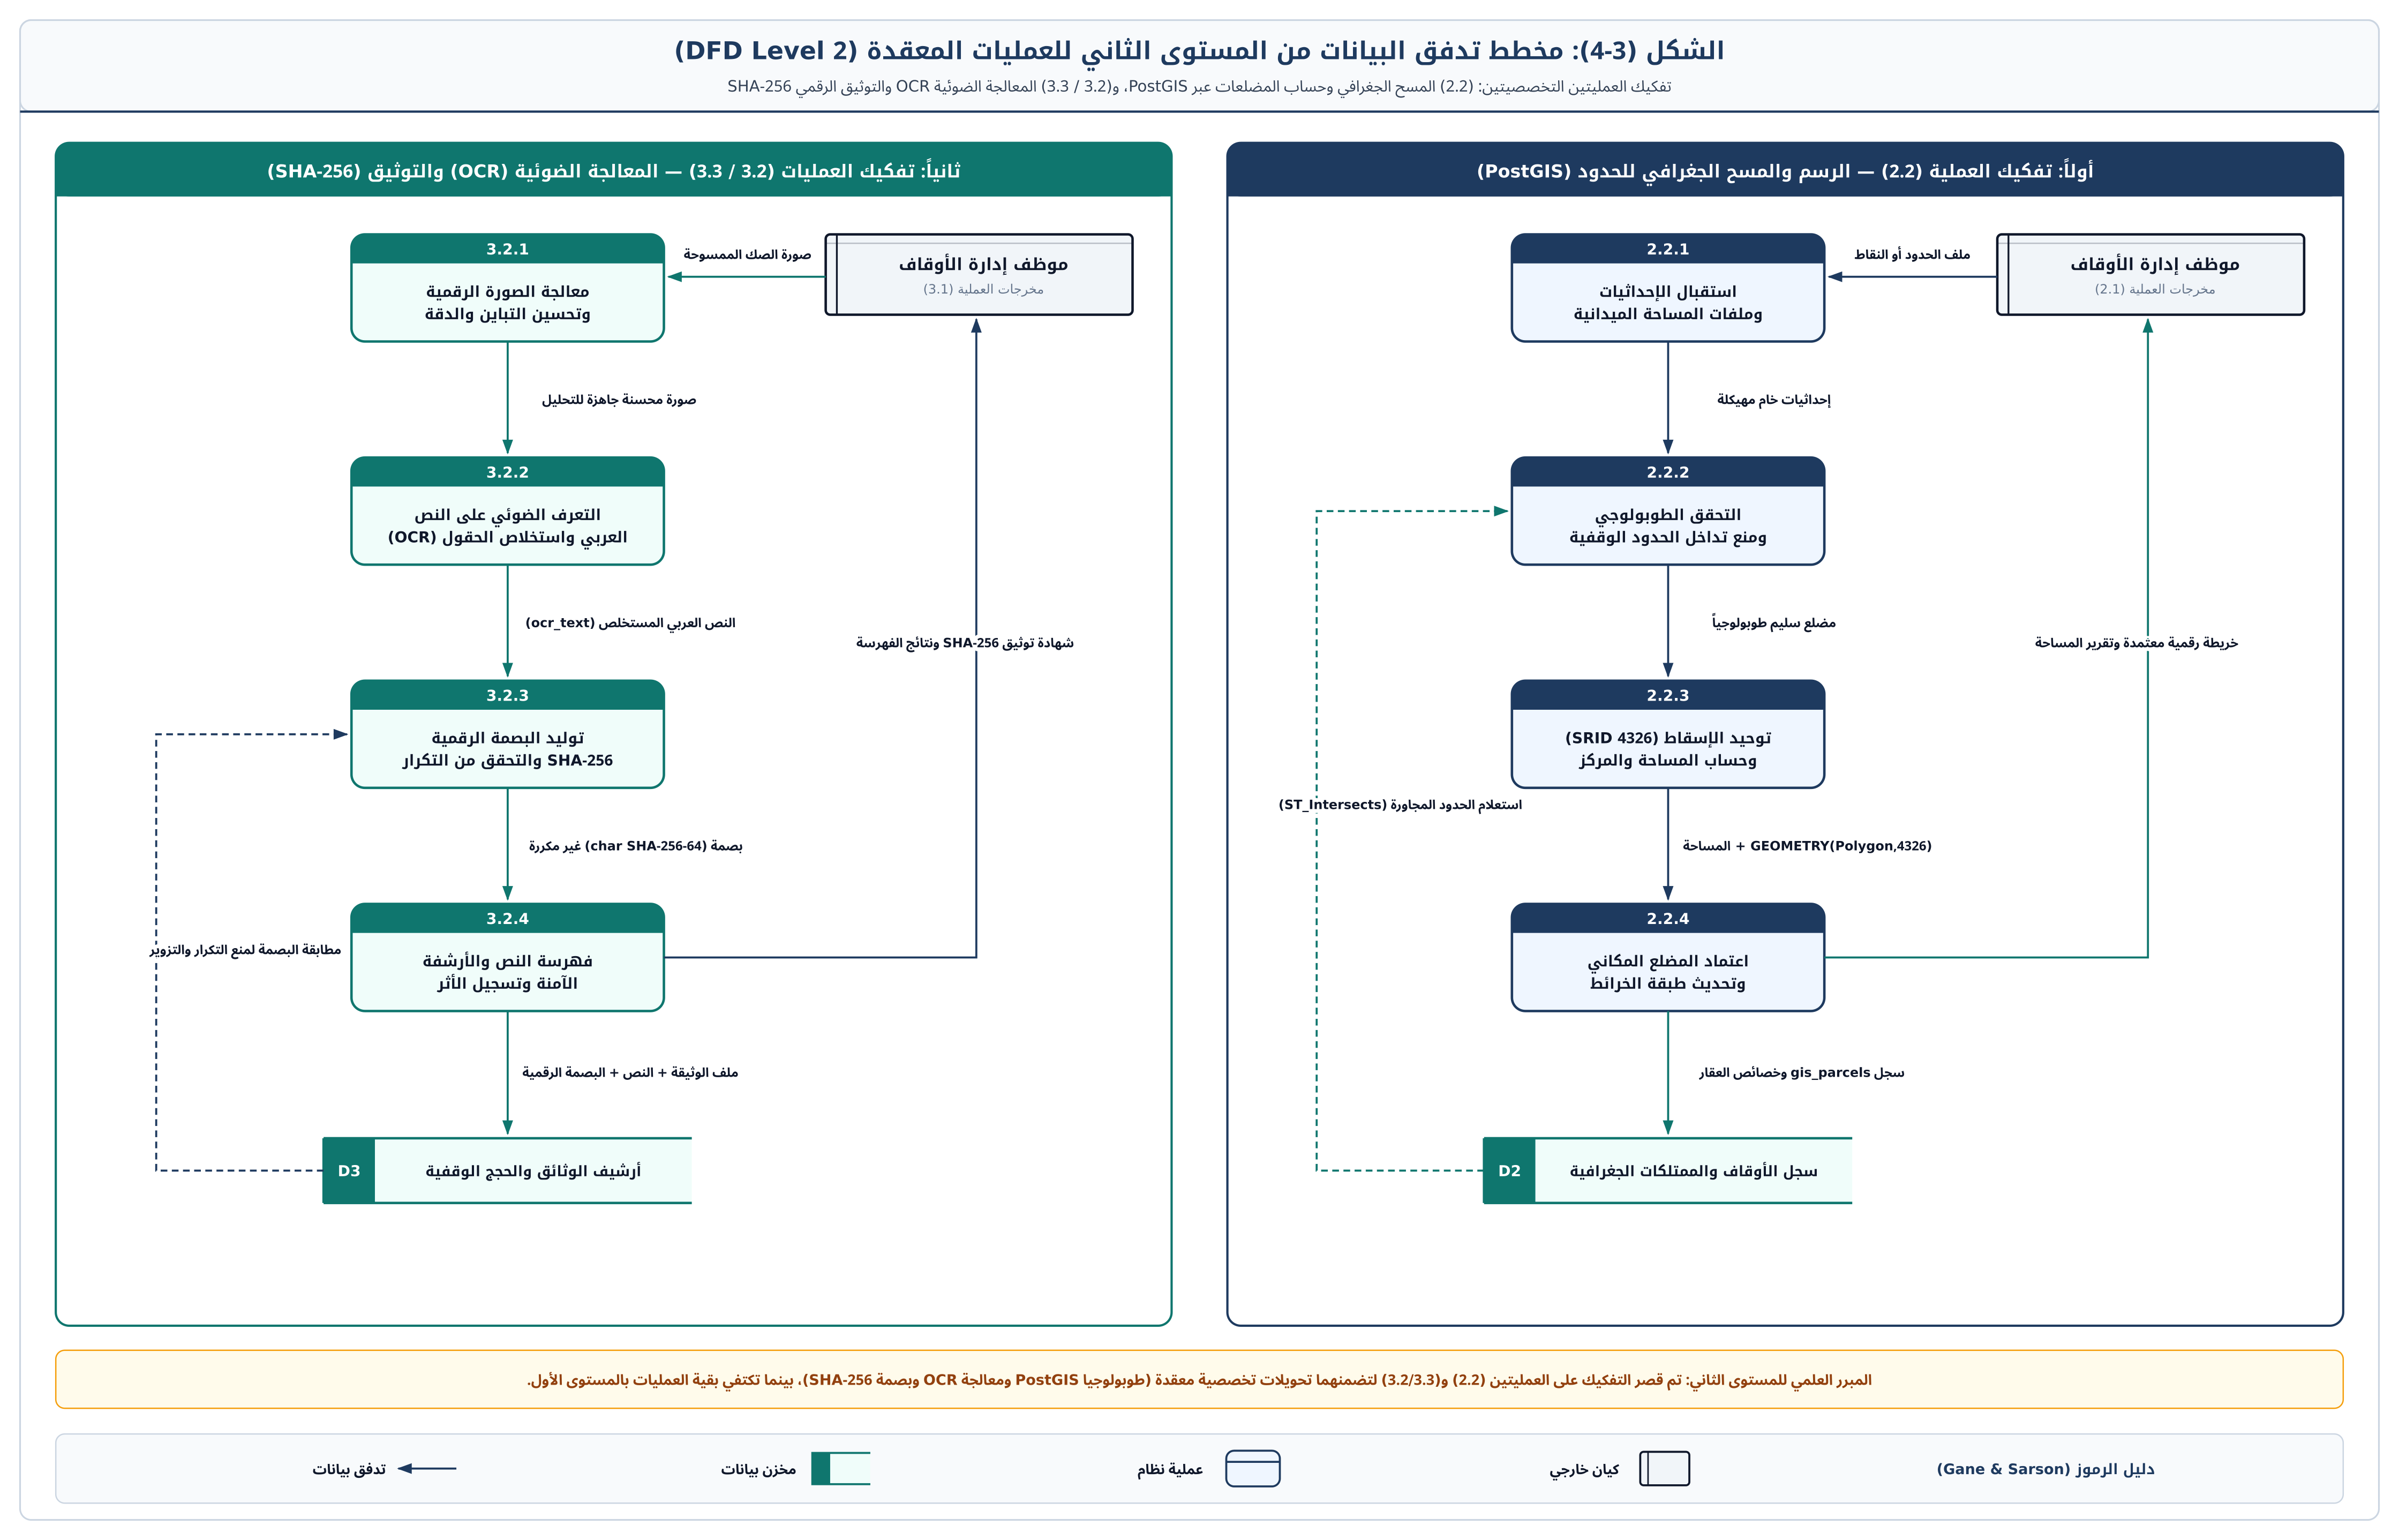 الشكل (3-4): مخطط تدفق البيانات من المستوى الثاني للعمليات المعقدة (DFD Level 2)
تفكيك العمليتين التخصصيتين: (2.2) المسح الجغرافي وحساب المضلعات عبر PostGIS، و(3.2 / 3.3) المعالجة الضوئية OCR والتوثيق الرقمي SHA-256
أولاً: تفكيك العملية (2.2) — الرسم والمسح الجغرافي للحدود (PostGIS)
موظف إدارة الأوقاف
مخرجات العملية (2.1)
ملف الحدود أو النقاط
2.2.1
استقبال الإحداثيات
وملفات المساحة الميدانية
إحداثيات خام مهيكلة
2.2.2
التحقق الطوبولوجي
ومنع تداخل الحدود الوقفية
مضلع سليم طوبولوجياً
خريطة رقمية معتمدة وتقرير المساحة
2.2.3
توحيد الإسقاط (SRID 4326)
وحساب المساحة والمركز
استعلام الحدود المجاورة (ST_Intersects)
GEOMETRY(Polygon,4326) + المساحة
2.2.4
اعتماد المضلع المكاني
وتحديث طبقة الخرائط
سجل gis_parcels وخصائص العقار
D2
سجل الأوقاف والممتلكات الجغرافية
ثانياً: تفكيك العمليات (3.2 / 3.3) — المعالجة الضوئية (OCR) والتوثيق (SHA-256)
موظف إدارة الأوقاف
مخرجات العملية (3.1)
صورة الصك الممسوحة
3.2.1
معالجة الصورة الرقمية
وتحسين التباين والدقة
صورة محسنة جاهزة للتحليل
3.2.2
التعرف الضوئي على النص
العربي واستخلاص الحقول (OCR)
النص العربي المستخلص (ocr_text)
شهادة توثيق SHA-256 ونتائج الفهرسة
3.2.3
توليد البصمة الرقمية
SHA-256 والتحقق من التكرار
بصمة (char SHA-256-64) غير مكررة
3.2.4
فهرسة النص والأرشفة
الآمنة وتسجيل الأثر
مطابقة البصمة لمنع التكرار والتزوير
ملف الوثيقة + النص + البصمة الرقمية
D3
أرشيف الوثائق والحجج الوقفية
المبرر العلمي للمستوى الثاني: تم قصر التفكيك على العمليتين (2.2) و(3.2/3.3) لتضمنهما تحويلات تخصصية معقدة (طوبولوجيا PostGIS ومعالجة OCR وبصمة SHA-256)، بينما تكتفي بقية العمليات بالمستوى الأول.
دليل الرموز (Gane & Sarson)
كيان خارجي
عملية نظام
مخزن بيانات
تدفق بيانات